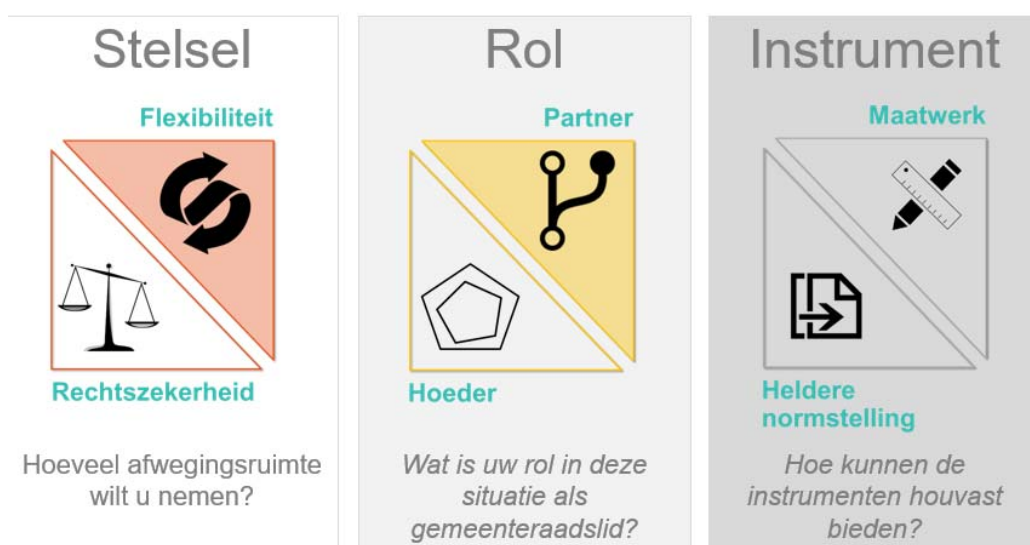 Stelsel
Flexibiliteit
Rechtszekerheid
Hoeveel afwegingsruimte
wilt u nemen?
Rol
Partner
Hoeder
Wat is uw rol in deze
situatie als
gemeenteraadslid?
Instrument
Maatwerk
Heldere
normstelling
Hoe kunnen de
instrumenten houvast
bieden?